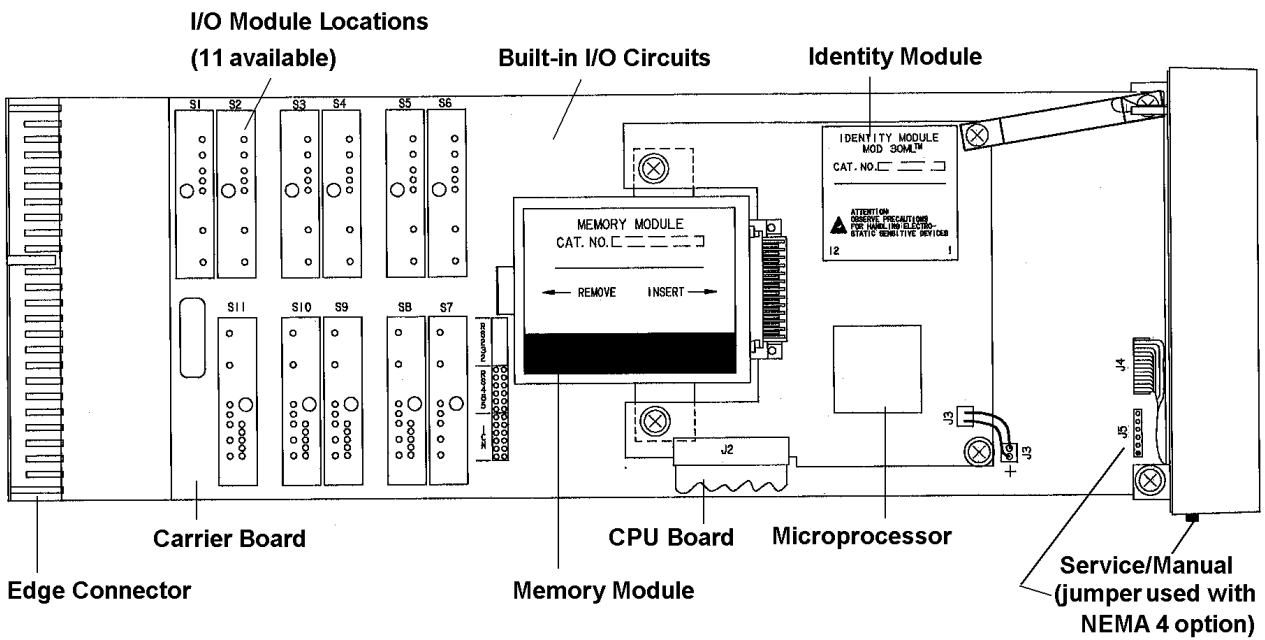 I/O Module Locations
(11 available)
Built-in I/O Circuits
Identity Module
S1 S2 S3 S4 S5 S6
IDENTITY MODULE
MOD 30ML™
CAT. NO.
ATTENTION
OBSERVE PRECAUTIONS
FOR HANDLING ELECTRO-
STATIC SENSITIVE DEVICES
12 1
MEMORY MODULE
CAT. NO.
REMOVE INSERT
S11 S10 S9 S8 S7
RS232
RS485
ICN
J4
J5
J3
J3
+
J2
Carrier Board
CPU Board
Microprocessor
Edge Connector
Memory Module
Service/Manual
(jumper used with
NEMA 4 option)